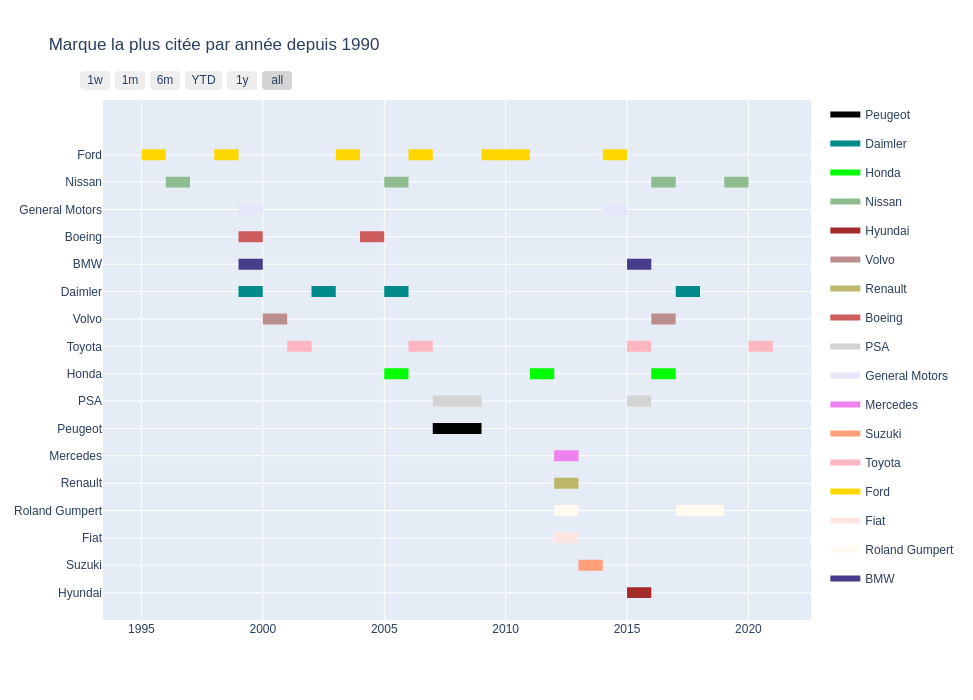 Marque la plus citée par année depuis 1990
1w 1m 6m YTD 1y all
Ford
Nissan
General Motors
Boeing
BMW
Daimler
Volvo
Toyota
Honda
PSA
Peugeot
Mercedes
Renault
Roland Gumpert
Fiat
Suzuki
Hyundai
1995 2000 2005 2010 2015 2020
Peugeot
Daimler
Honda
Nissan
Hyundai
Volvo
Renault
Boeing
PSA
General Motors
Mercedes
Suzuki
Toyota
Ford
Fiat
Roland Gumpert
BMW